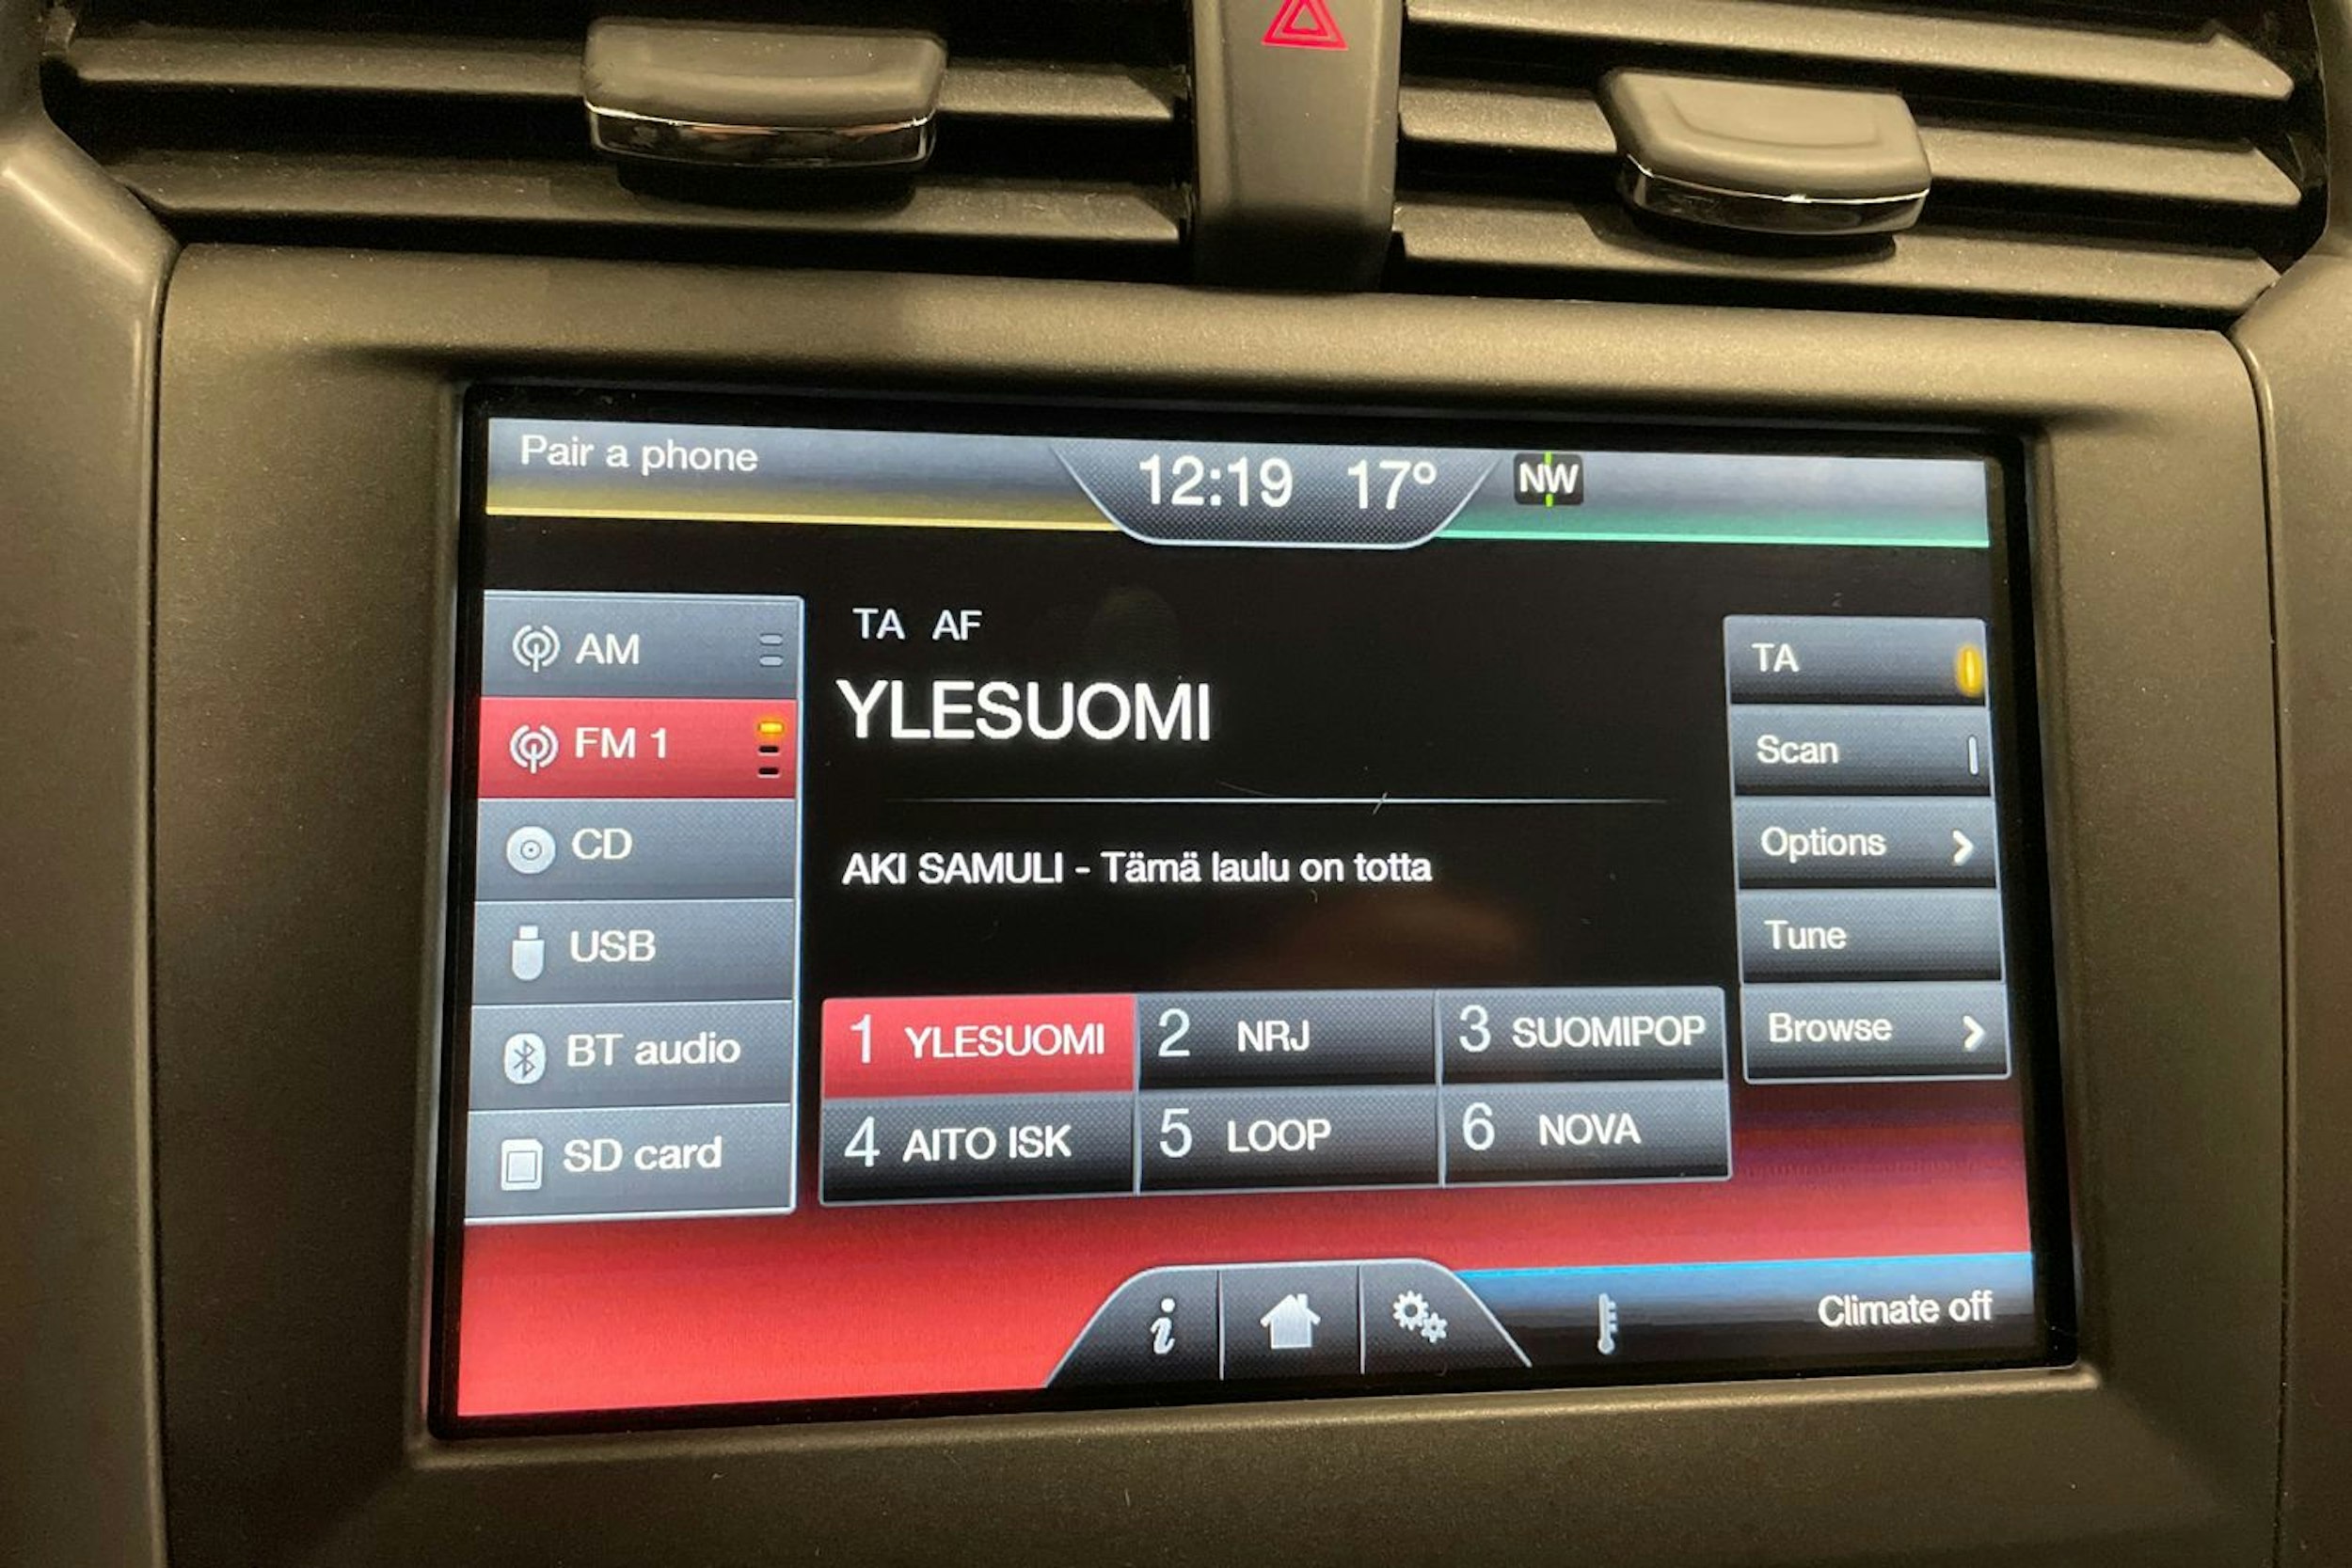 Pair a phone
12:19 17° NW
TA AF
YLESUOMI
AKI SAMULI - Tämä laulu on totta
AM
FM 1
CD
USB
BT audio
SD card
1 YLESUOMI 2 NRJ 3 SUOMIPOP
4 AITO ISK 5 LOOP 6 NOVA
TA
Scan
Options
Tune
Browse
i
Climate off